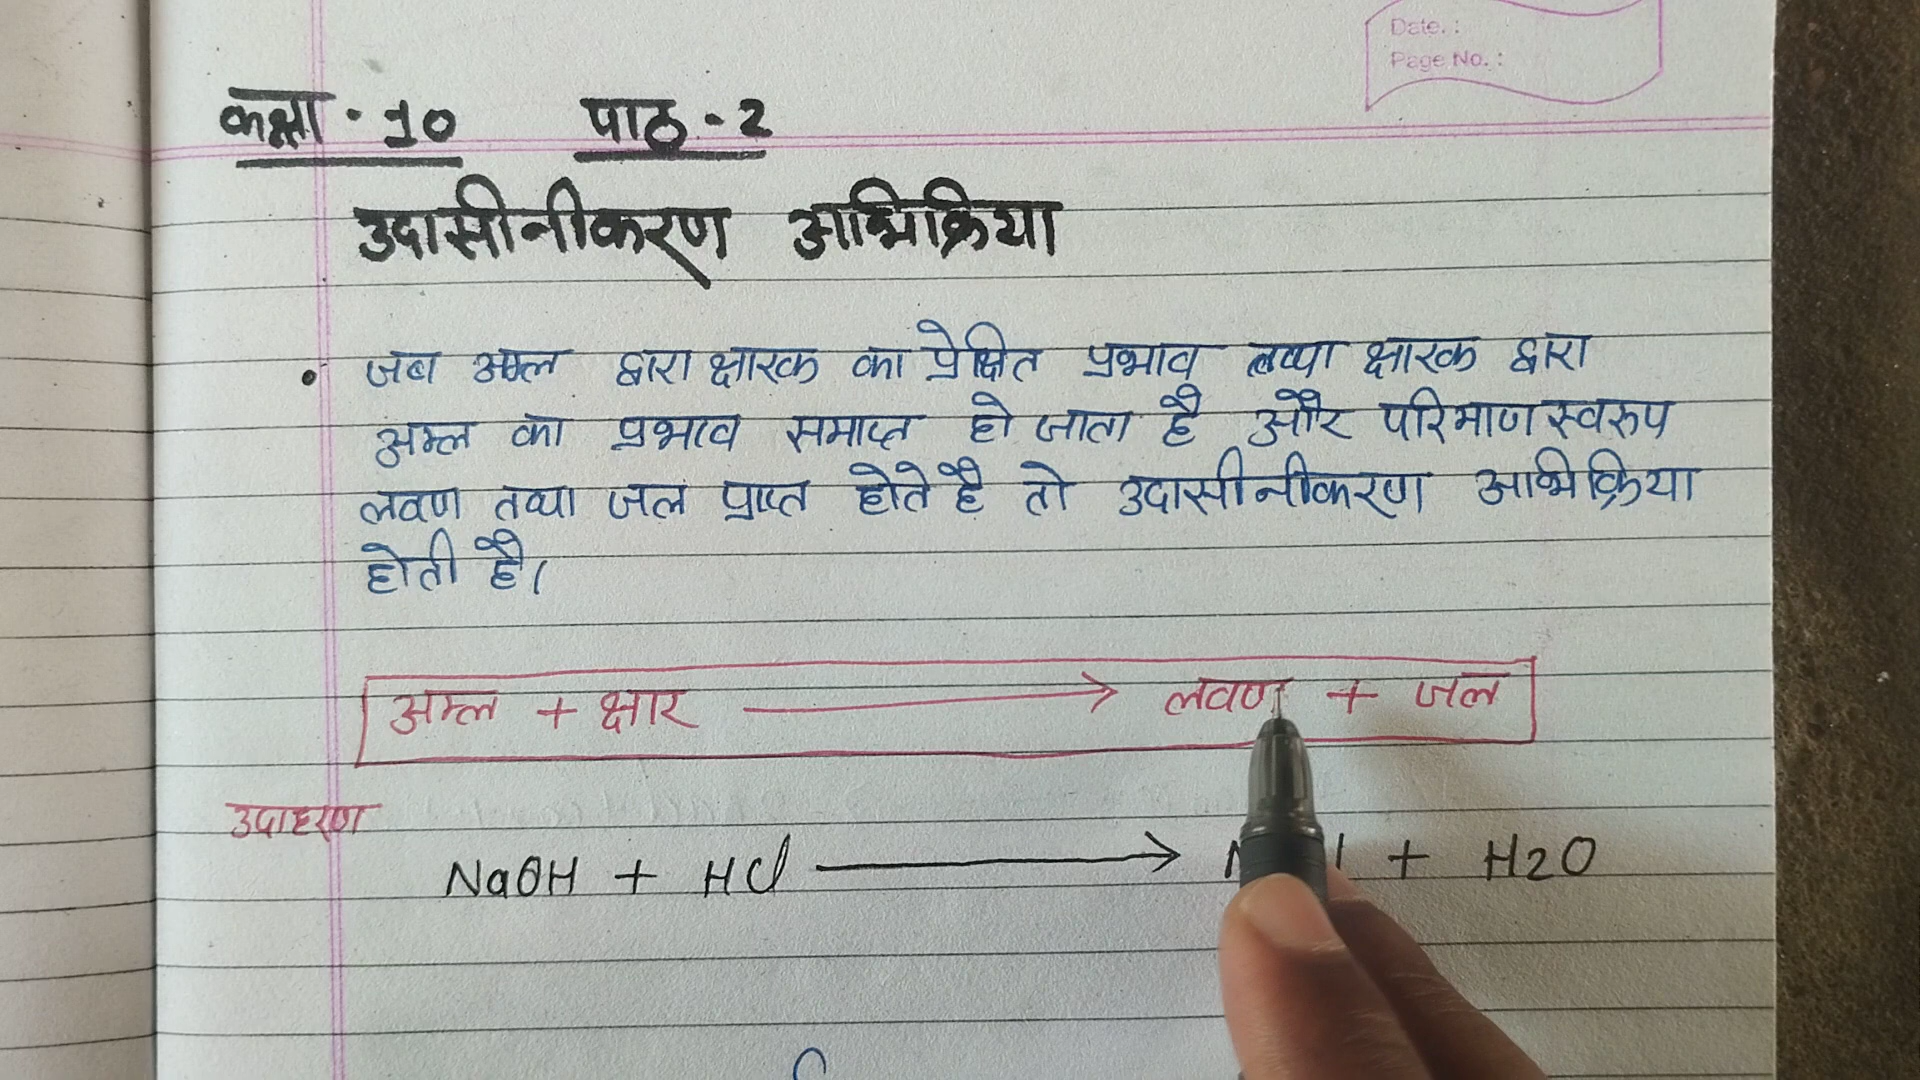 Date. :
Page No. :
कक्षा - 10 पाठ - 2
उदासीनीकरण अभिक्रिया
• जब अम्ल द्वारा क्षारक का प्रेक्षित प्रभाव तथा क्षारक द्वारा
अम्ल का प्रभाव समाप्त हो जाता है और परिमाण स्वरुप
लवण तथा जल प्राप्त होते है तो उदासीनीकरण अभिक्रिया
होती है।
अम्ल + क्षार ⟶ लवण + जल
उदाहरण
NaOH + HCl ⟶ + H2O